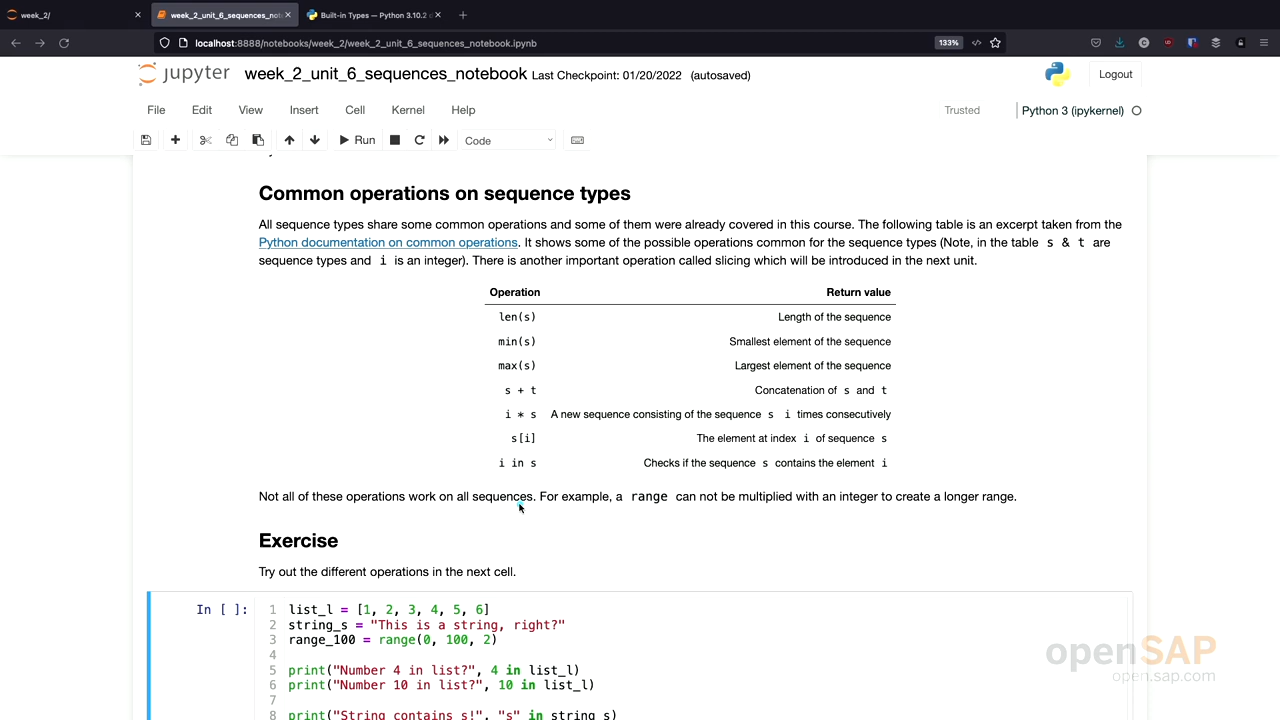 week_2/
week_2_unit_6_sequences_not
Built-in Types — Python 3.10.2 d
localhost:8888/notebooks/week_2/week_2_unit_6_sequences_notebook.ipynb
133%
jupyter week_2_unit_6_sequences_notebook Last Checkpoint: 01/20/2022 (autosaved)
Logout
File Edit View Insert Cell Kernel Help
Trusted
Python 3 (ipykernel)
Run
Code
Common operations on sequence types
All sequence types share some common operations and some of them were already covered in this course. The following table is an excerpt taken from the
Python documentation on common operations. It shows some of the possible operations common for the sequence types (Note, in the table s & t are
sequence types and i is an integer). There is another important operation called slicing which will be introduced in the next unit.
Operation Return value
len(s) Length of the sequence
min(s) Smallest element of the sequence
max(s) Largest element of the sequence
s + t Concatenation of s and t
i * s A new sequence consisting of the sequence s i times consecutively
s[i] The element at index i of sequence s
i in s Checks if the sequence s contains the element i
Not all of these operations work on all sequences. For example, a range can not be multiplied with an integer to create a longer range.
Exercise
Try out the different operations in the next cell.
In [ ]:
1 list_l = [1, 2, 3, 4, 5, 6]
2 string_s = "This is a string, right?"
3 range_100 = range(0, 100, 2)
4
5 print("Number 4 in list?", 4 in list_l)
6 print("Number 10 in list?", 10 in list_l)
7
8 print("String contains s!", "s" in string_s)
openSAP
open.sap.com